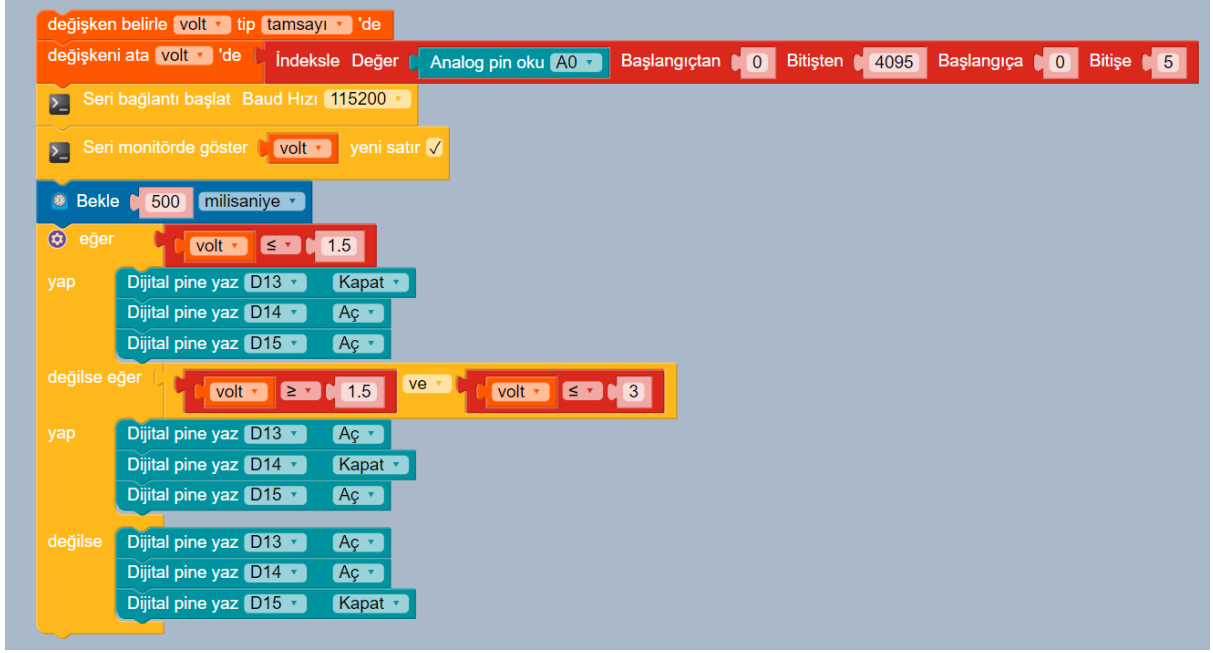 değişken belirle volt tip tamsayı 'de
değişkeni ata volt 'de İndeksle Değer Analog pin oku A0 Başlangıçtan 0 Bitişten 4095 Başlangıça 0 Bitişe 5
Seri bağlantı başlat Baud Hızı 115200
Seri monitörde göster volt yeni satır ✓
Bekle 500 milisaniye
eğer volt ≤ 1.5
yap Dijital pine yaz D13 Kapat
Dijital pine yaz D14 Aç
Dijital pine yaz D15 Aç
değilse eğer volt ≥ 1.5 ve volt ≤ 3
yap Dijital pine yaz D13 Aç
Dijital pine yaz D14 Kapat
Dijital pine yaz D15 Aç
değilse Dijital pine yaz D13 Aç
Dijital pine yaz D14 Aç
Dijital pine yaz D15 Kapat